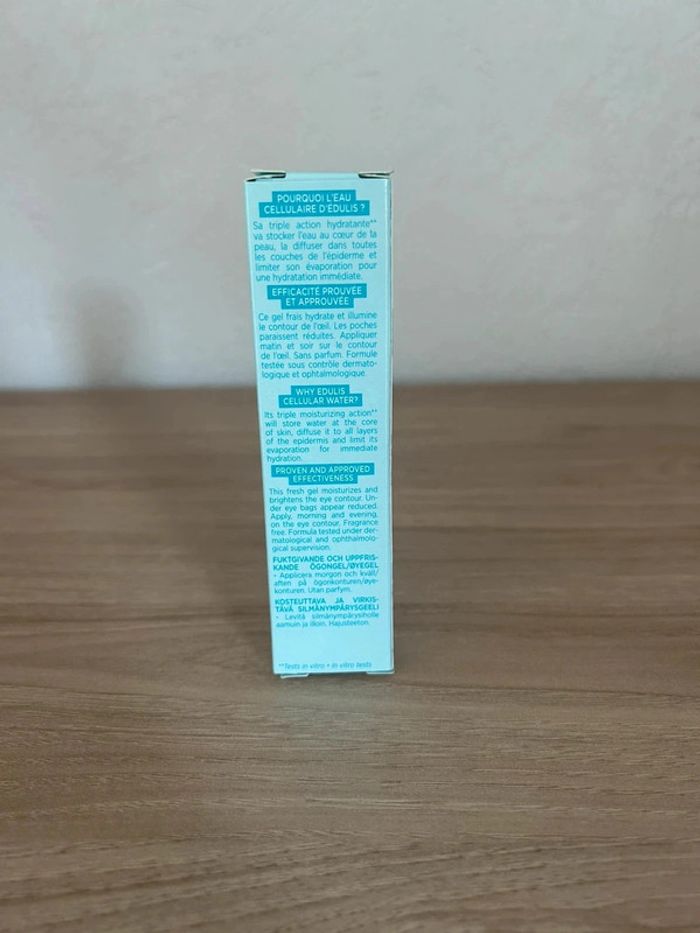 POURQUOI L'EAU
CELLULAIRE D'EDULIS ?
Sa triple action hydratante**
va stocker l'eau au cœur de la
peau, la diffuser dans toutes
les couches de l'épiderme et
limiter son évaporation pour
une hydratation immédiate.
EFFICACITÉ PROUVÉE
ET APPROUVÉE
Ce gel frais hydrate et illumine
le contour de l'œil. Les poches
paraissent réduites. Appliquer
matin et soir sur le contour
de l'œil. Sans parfum. Formule
testée sous contrôle dermato-
logique et ophtalmologique.
WHY EDULIS
CELLULAR WATER?
Its triple moisturizing action**
will store water at the core
of skin, diffuse it to all layers
of the epidermis and limit its
evaporation for immediate
hydration.
PROVEN AND APPROVED
EFFECTIVENESS
This fresh gel moisturizes and
brightens the eye contour. Un-
der eye bags appear reduced.
Apply, morning and evening,
on the eye contour. Fragrance
free. Formula tested under der-
matological and ophthalmolo-
gical supervision.
FUKTGIVANDE OCH UPPFRIS-
KANDE ÖGONGEL/ØYEGEL
- Applicera morgon och kväll/
aften på ögonkonturen/øye-
konturen. Utan parfym.
KOSTEUTTAVA JA VIRKIS-
TÄVÄ SILMÄNYMPÄRYSGEELI
- Levitä silmänympärysiholle
aamuin ja illoin. Hajusteeton.
**Tests in vitro • In vitro tests